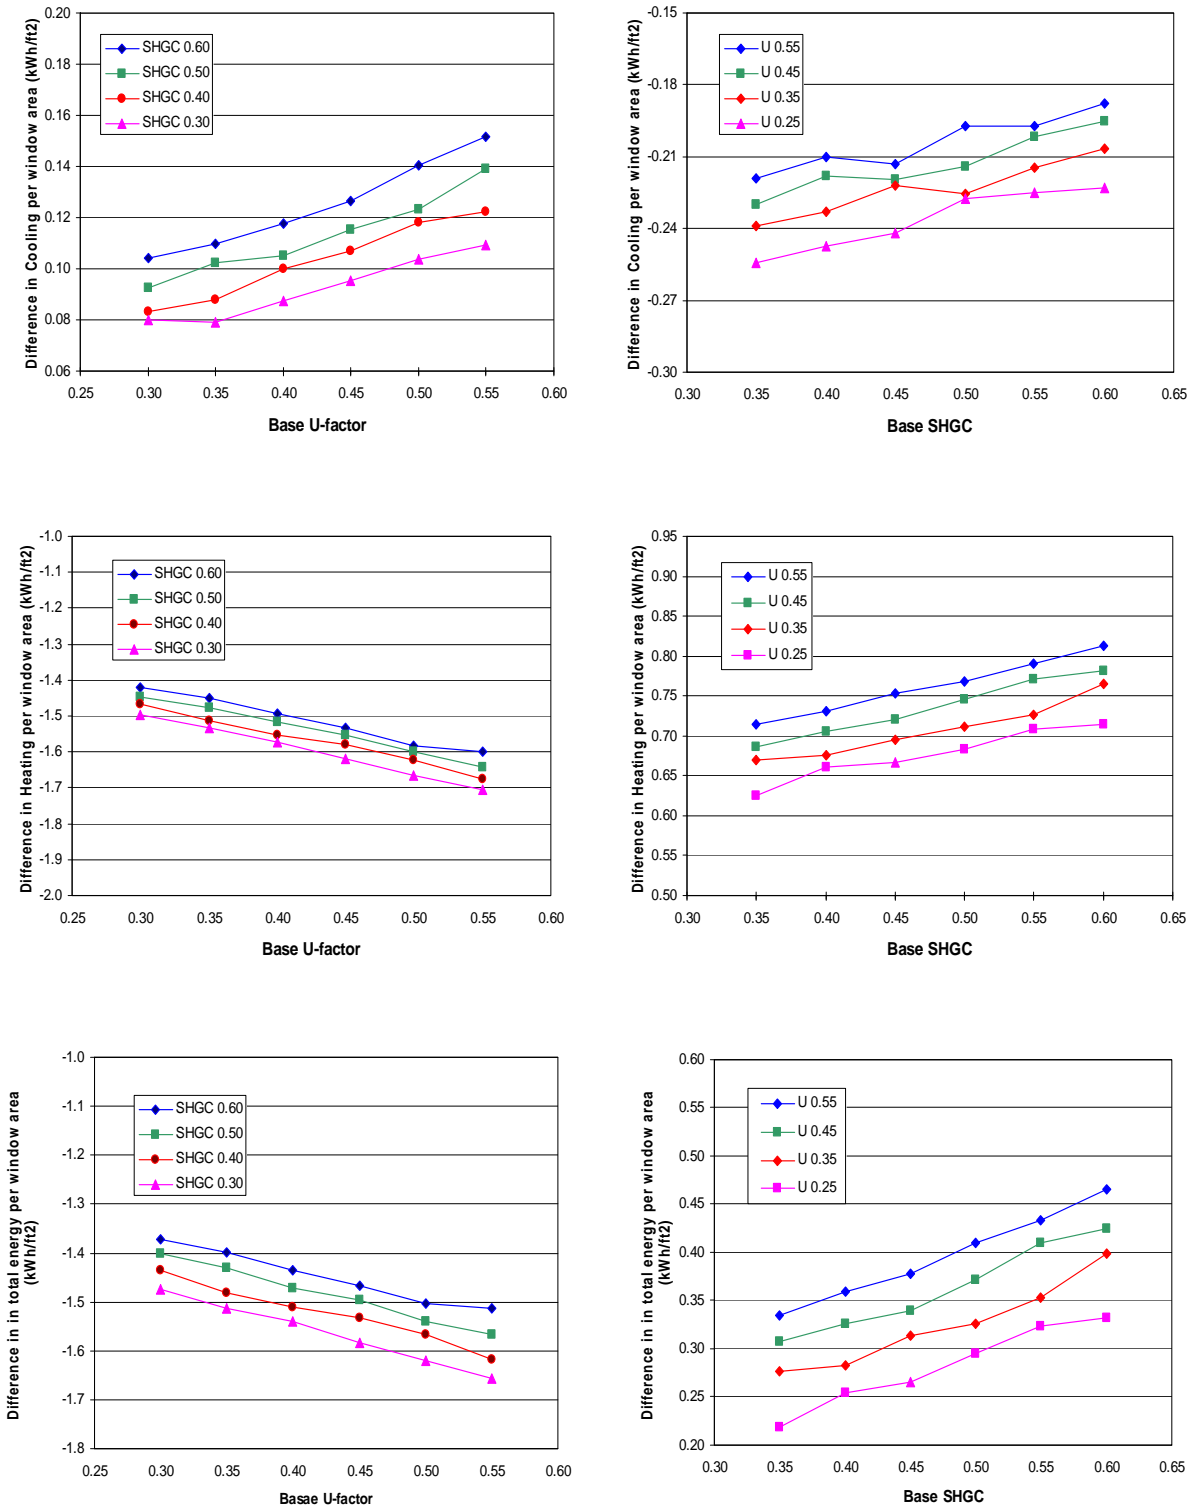 Difference in Cooling per window area (kWh/ft2)
0.20
0.18
0.16
0.14
0.12
0.10
0.08
0.06
SHGC 0.60
SHGC 0.50
SHGC 0.40
SHGC 0.30
0.25 0.30 0.35 0.40 0.45 0.50 0.55 0.60
Base U-factor
Difference in Cooling per window area (kWh/ft2)
-0.15
-0.18
-0.21
-0.24
-0.27
-0.30
U 0.55
U 0.45
U 0.35
U 0.25
0.30 0.35 0.40 0.45 0.50 0.55 0.60 0.65
Base SHGC
Difference in Heating per window area (kWh/ft2)
-1.0
-1.1
-1.2
-1.3
-1.4
-1.5
-1.6
-1.7
-1.8
-1.9
-2.0
SHGC 0.60
SHGC 0.50
SHGC 0.40
SHGC 0.30
0.25 0.30 0.35 0.40 0.45 0.50 0.55 0.60
Base U-factor
Difference in Heating per window area (kWh/ft2)
0.95
0.90
0.85
0.80
0.75
0.70
0.65
0.60
0.55
0.50
U 0.55
U 0.45
U 0.35
U 0.25
0.30 0.35 0.40 0.45 0.50 0.55 0.60 0.65
Base SHGC
Difference in total energy per window area
(kWh/ft2)
-1.0
-1.1
-1.2
-1.3
-1.4
-1.5
-1.6
-1.7
-1.8
SHGC 0.60
SHGC 0.50
SHGC 0.40
SHGC 0.30
0.25 0.30 0.35 0.40 0.45 0.50 0.55 0.60
Basae U-factor
Difference in in total energy per window area
(kWh/ft2)
0.60
0.55
0.50
0.45
0.40
0.35
0.30
0.25
0.20
U 0.55
U 0.45
U 0.35
U 0.25
0.30 0.35 0.40 0.45 0.50 0.55 0.60 0.65
Base SHGC